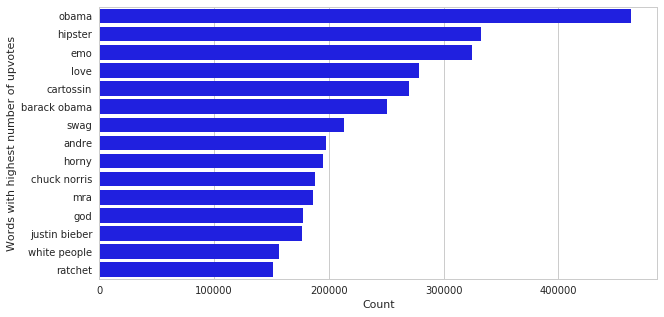 Words with highest number of upvotes
obama
hipster
emo
love
cartossin
barack obama
swag
andre
horny
chuck norris
mra
god
justin bieber
white people
ratchet
0 100000 200000 300000 400000
Count